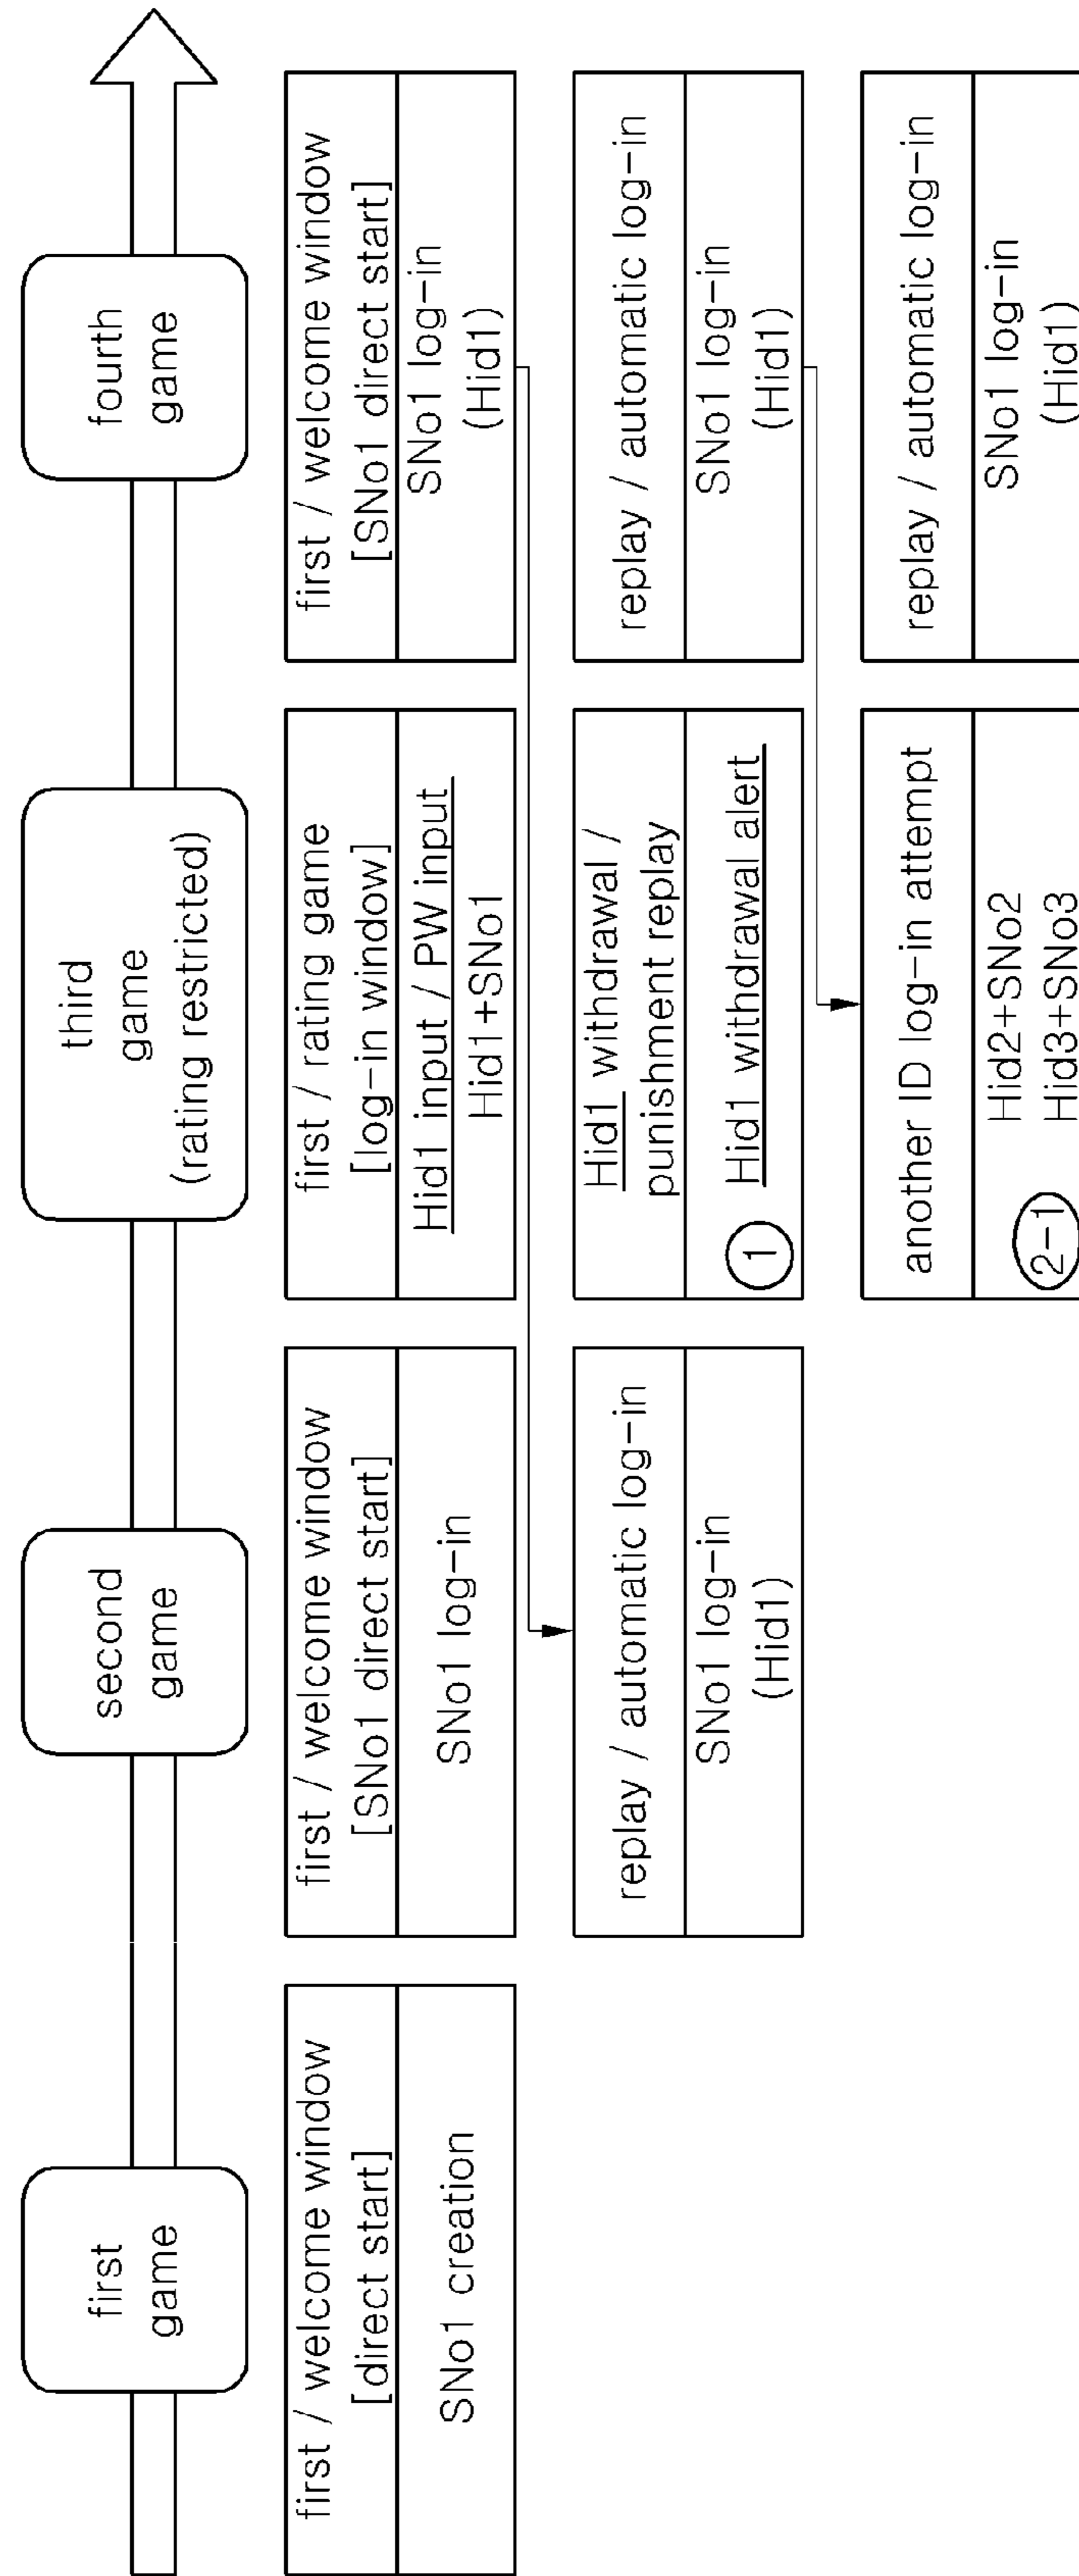 first
game
second
game
third
game
(rating restricted)
fourth
game
first / welcome window
[direct start]
SNo1 creation
first / welcome window
[SNo1 direct start]
SNo1 log-in
first / rating game
[log-in window]
Hid1 input / PW input
Hid1+SNo1
first / welcome window
[SNo1 direct start]
SNo1 log-in
(Hid1)
replay / automatic log-in
SNo1 log-in
(Hid1)
Hid1 withdrawal /
punishment replay
1 Hid1 withdrawal alert
replay / automatic log-in
SNo1 log-in
(Hid1)
another ID log-in attempt
Hid2+SNo2
2-1 Hid3+SNo3
replay / automatic log-in
SNo1 log-in
(Hid1)